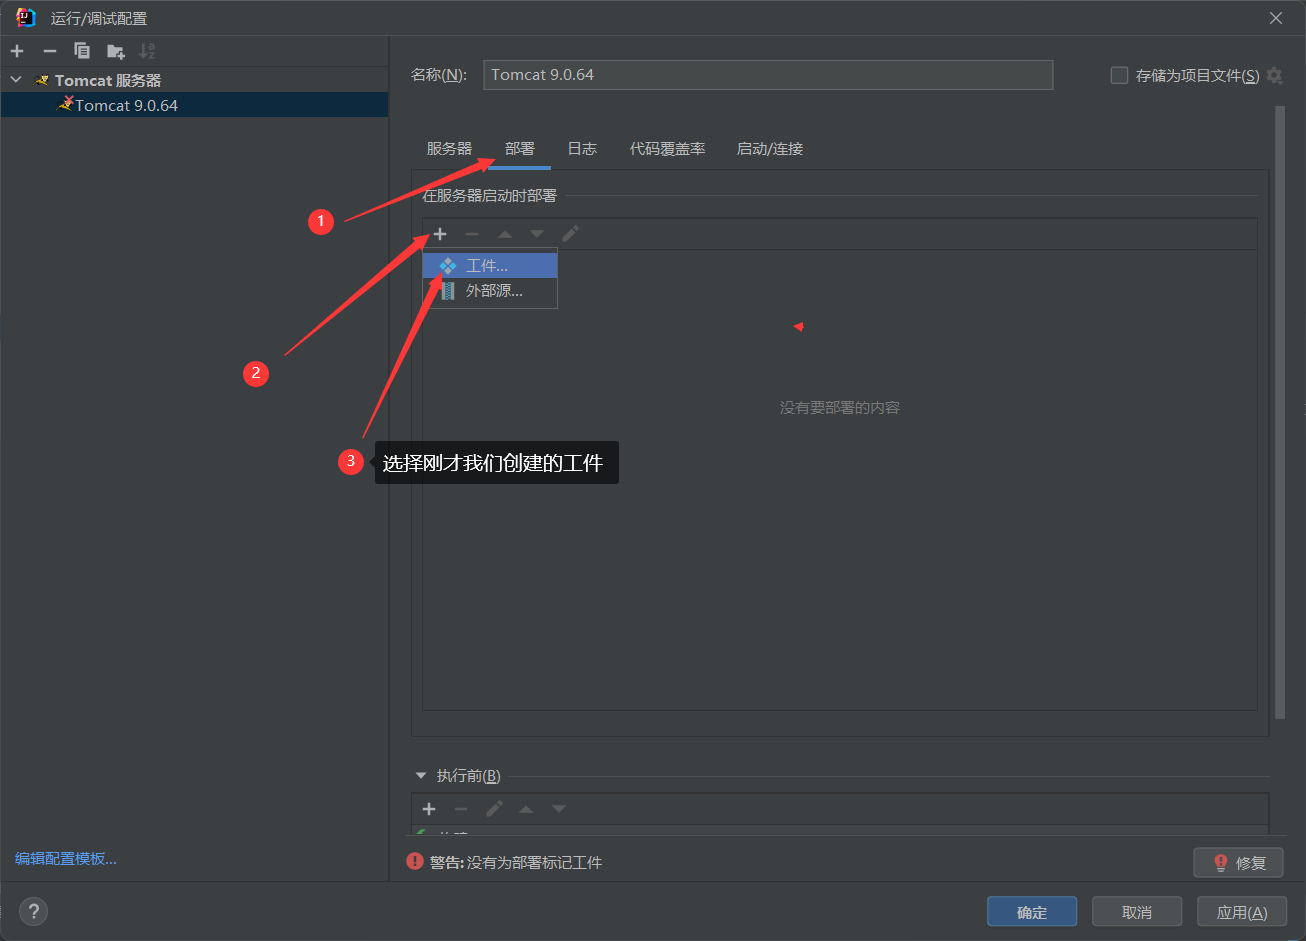 运行/调试配置
Tomcat 服务器
Tomcat 9.0.64
名称(N):
Tomcat 9.0.64
存储为项目文件(S)
服务器 部署 日志 代码覆盖率 启动/连接
在服务器启动时部署
1
工件...
外部源...
2
没有要部署的内容
3
选择刚才我们创建的工件
执行前(B)
编辑配置模板...
警告: 没有为部署标记工件
修复
?
确定
取消
应用(A)